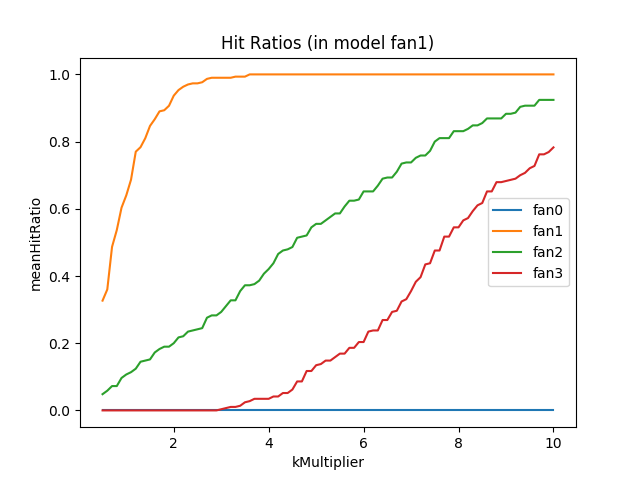 Hit Ratios (in model fan1)
meanHitRatio
1.0
0.8
0.6
0.4
0.2
0.0
fan0
fan1
fan2
fan3
2 4 6 8 10
kMultiplier